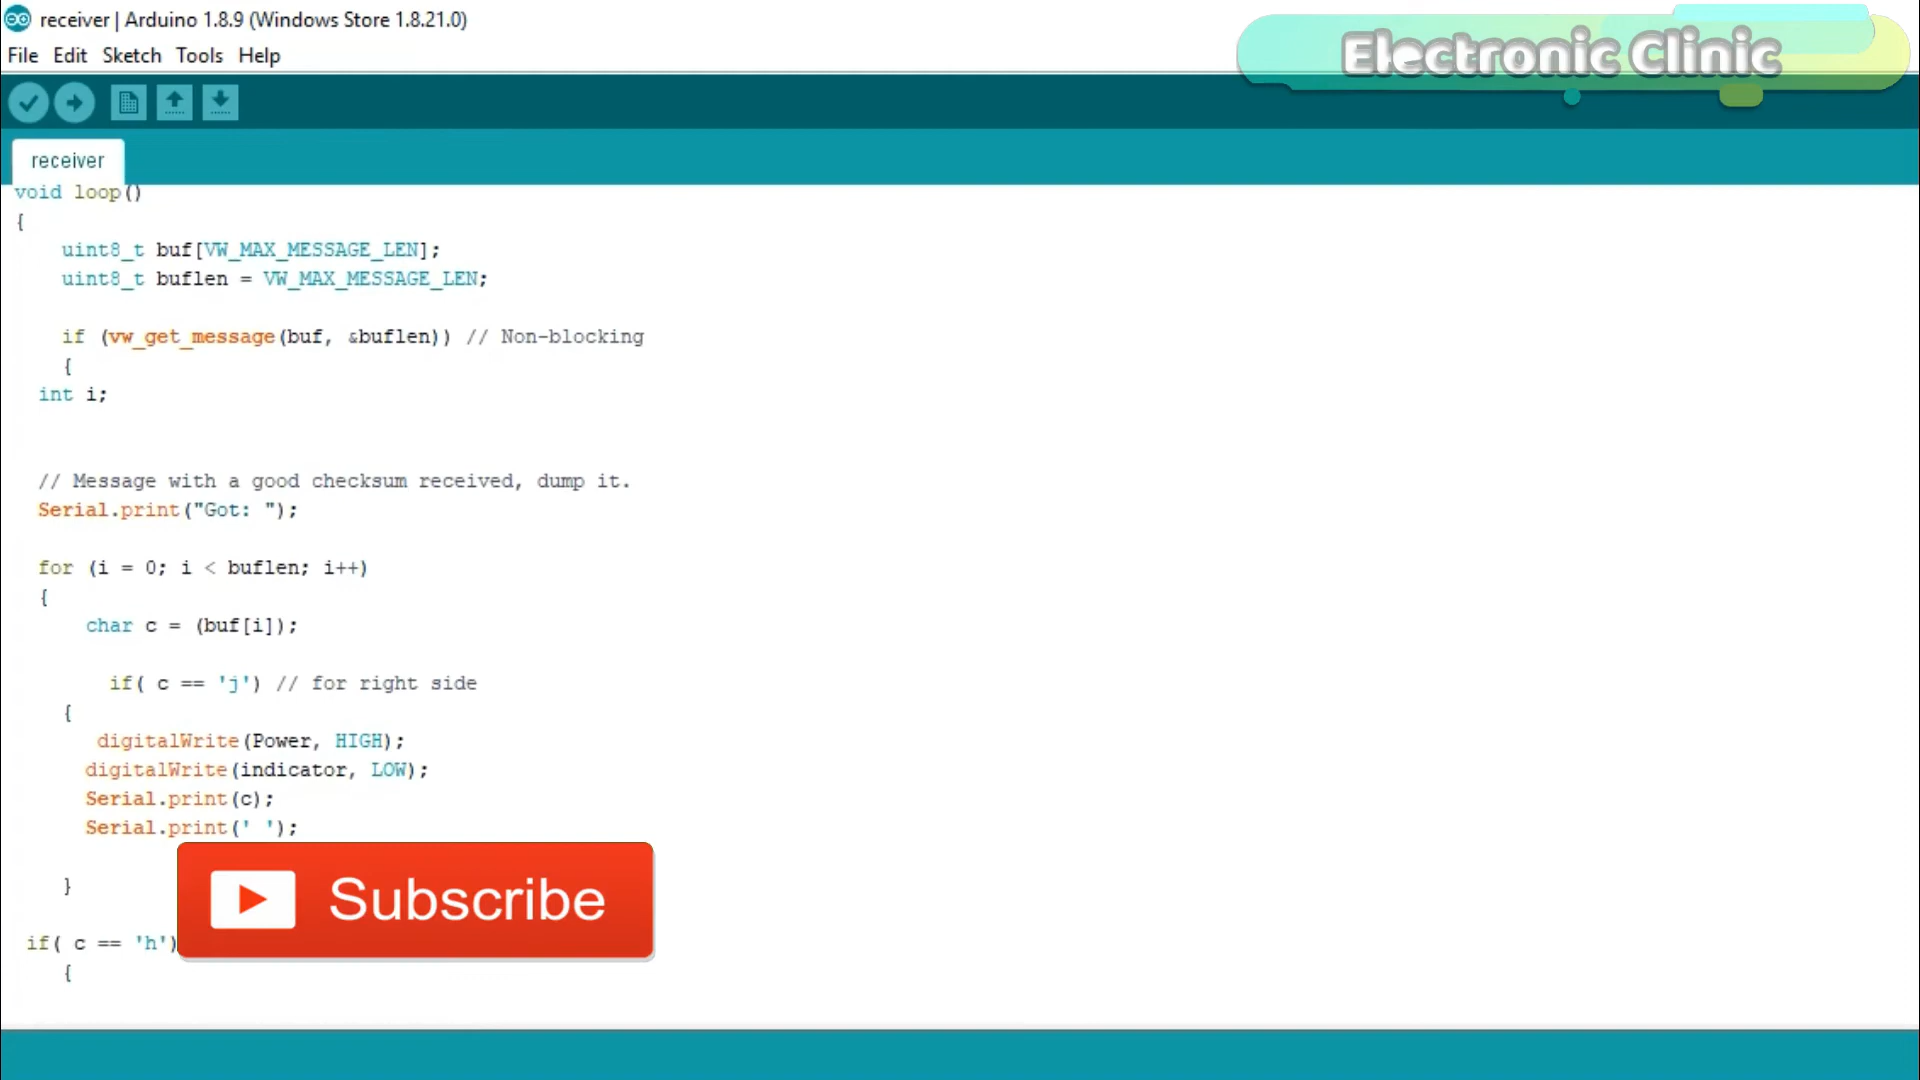 receiver | Arduino 1.8.9 (Windows Store 1.8.21.0)
File Edit Sketch Tools Help
Electronic Clinic
receiver
void loop()
{
uint8_t buf[VW_MAX_MESSAGE_LEN];
uint8_t buflen = VW_MAX_MESSAGE_LEN;
if (vw_get_message(buf, &buflen)) // Non-blocking
{
int i;
// Message with a good checksum received, dump it.
Serial.print("Got: ");
for (i = 0; i < buflen; i++)
{
char c = (buf[i]);
if( c == 'j') // for right side
{
digitalWrite(Power, HIGH);
digitalWrite(indicator, LOW);
Serial.print(c);
Serial.print(' ');
}
Subscribe
if( c == 'h')
{